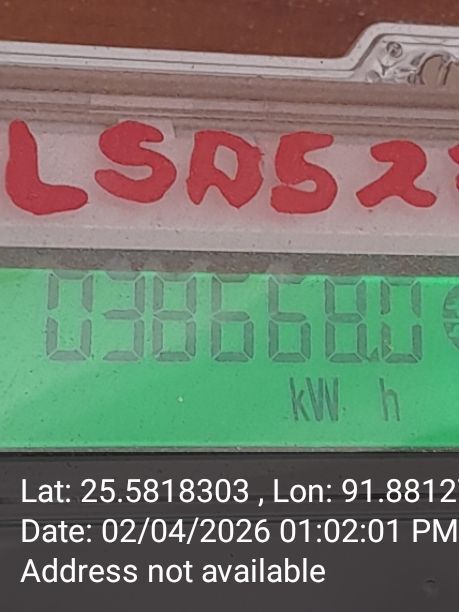 LSD52
038668.0
kW h
Lat: 25.5818303 , Lon: 91.8812
Date: 02/04/2026 01:02:01 PM
Address not available